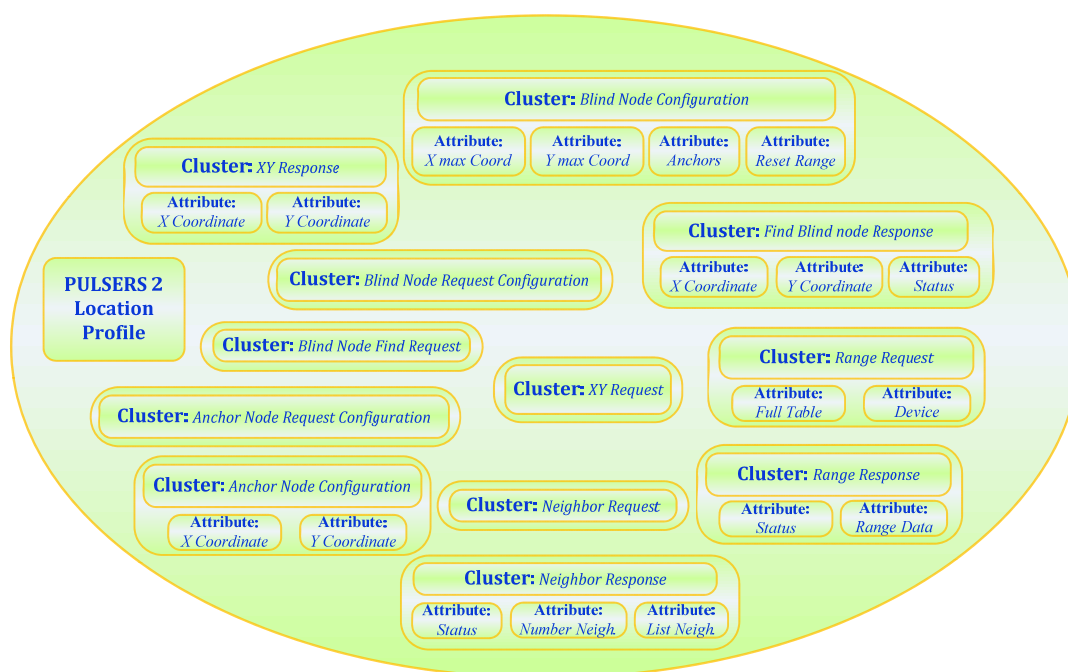 Cluster: Blind Node Configuration
Attribute: Attribute: Attribute: Attribute:
X max Coord Y max Coord Anchors Reset Range
Cluster: XY Response
Attribute: Attribute:
X Coordinate Y Coordinate
Cluster: Find Blind node Response
Attribute: Attribute: Attribute:
X Coordinate Y Coordinate Status
Cluster: Blind Node Request Configuration
PULSERS 2
Location
Profile
Cluster: Blind Node Find Request
Cluster: Range Request
Attribute: Attribute:
Full Table Device
Cluster: XY Request
Cluster: Anchor Node Request Configuration
Cluster: Anchor Node Configuration
Attribute: Attribute:
X Coordinate Y Coordinate
Cluster: Range Response
Attribute: Attribute:
Status Range Data
Cluster: Neighbor Request
Cluster: Neighbor Response
Attribute: Attribute: Attribute:
Status Number Neigh. List Neigh.